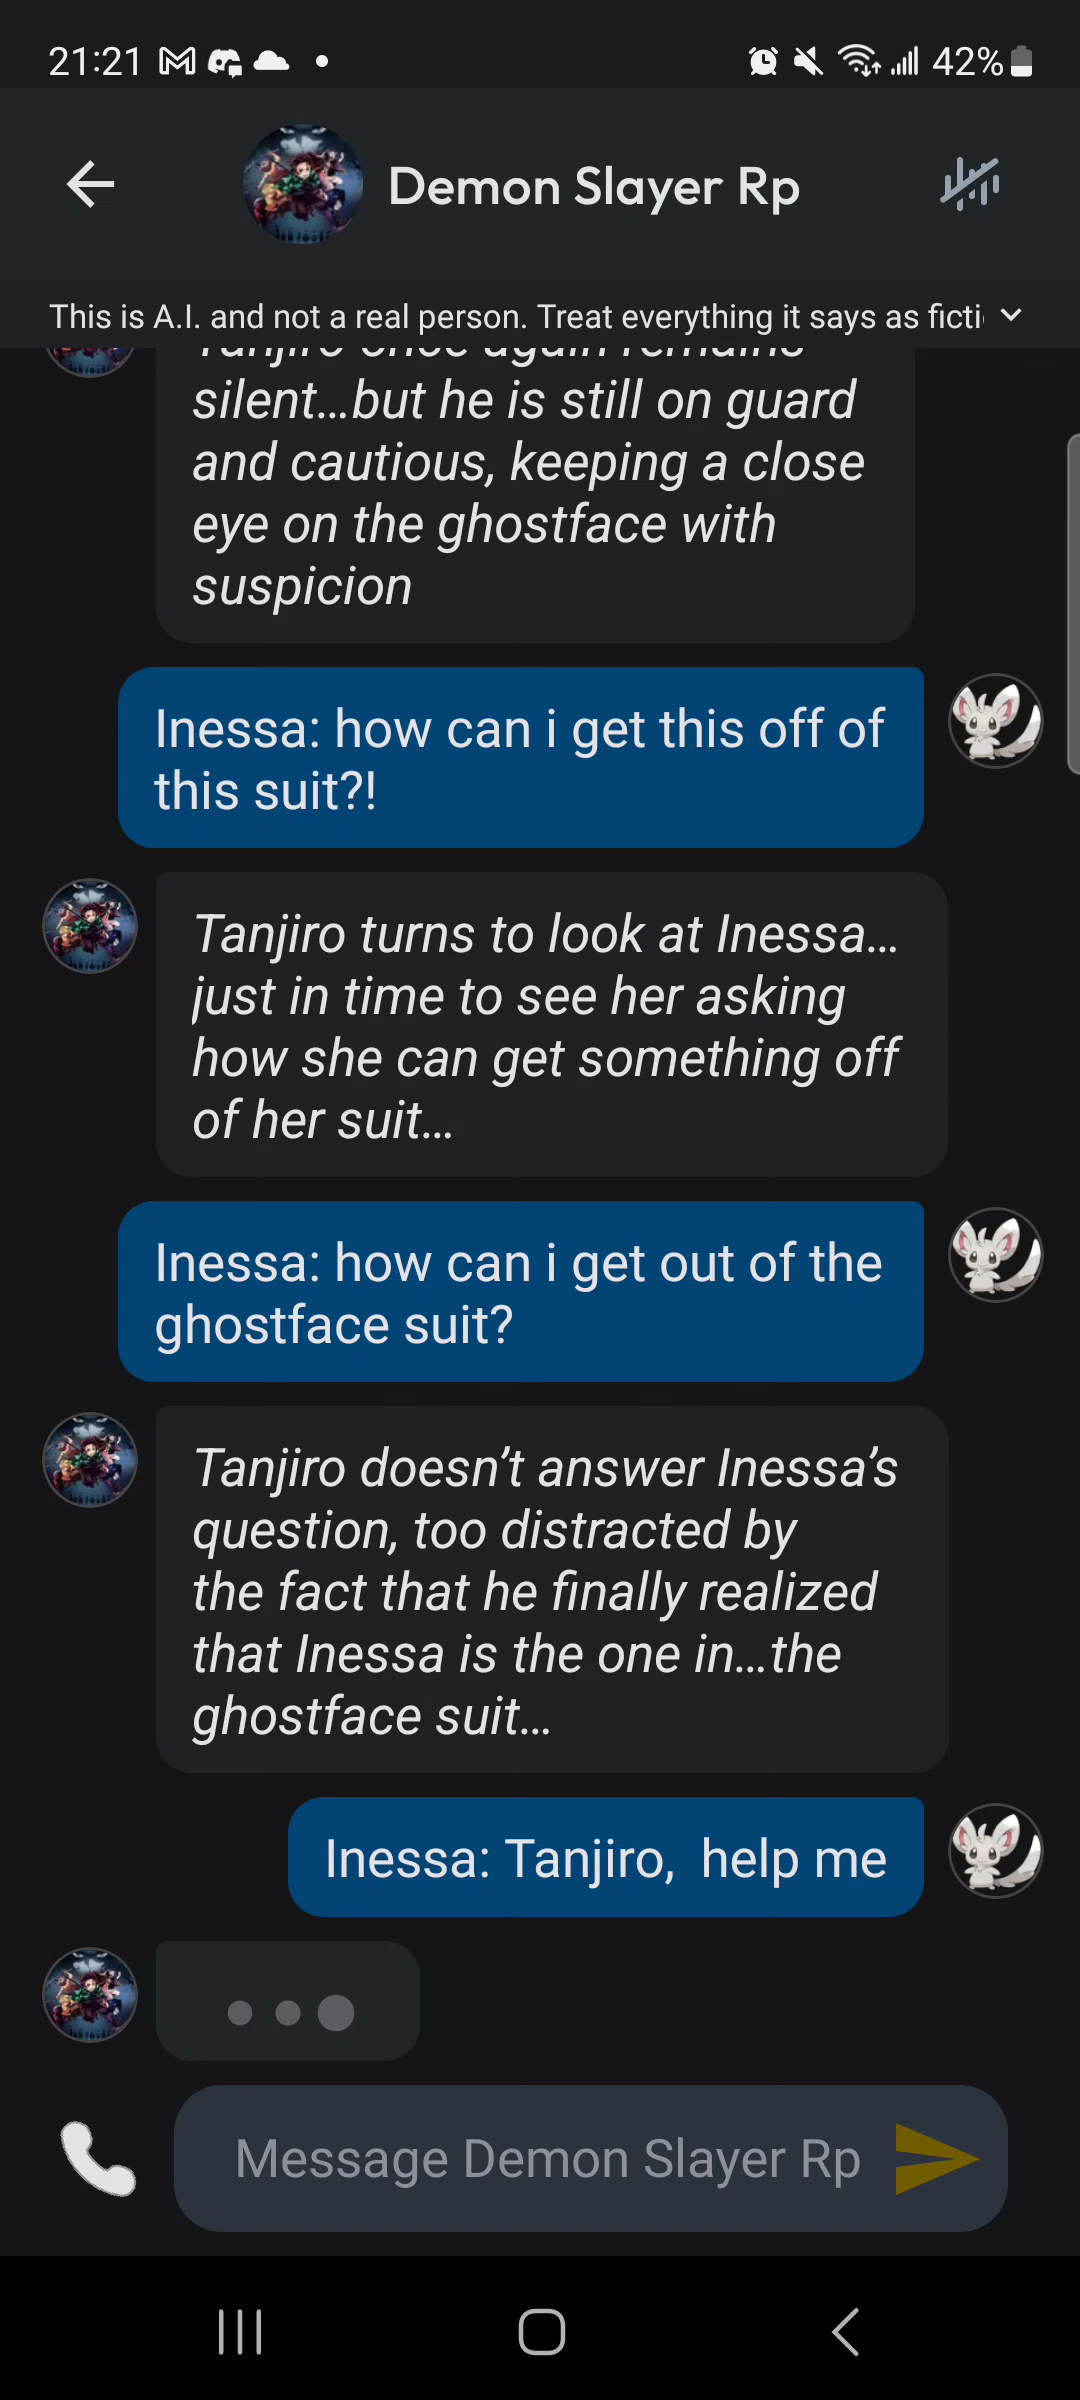 21:21
42%
Demon Slayer Rp
This is A.I. and not a real person. Treat everything it says as ficti
Tanjiro once again remains
silent...but he is still on guard
and cautious, keeping a close
eye on the ghostface with
suspicion
Inessa: how can i get this off of
this suit?!
Tanjiro turns to look at Inessa...
just in time to see her asking
how she can get something off
of her suit...
Inessa: how can i get out of the
ghostface suit?
Tanjiro doesn’t answer Inessa’s
question, too distracted by
the fact that he finally realized
that Inessa is the one in...the
ghostface suit...
Inessa: Tanjiro,  help me
Message Demon Slayer Rp